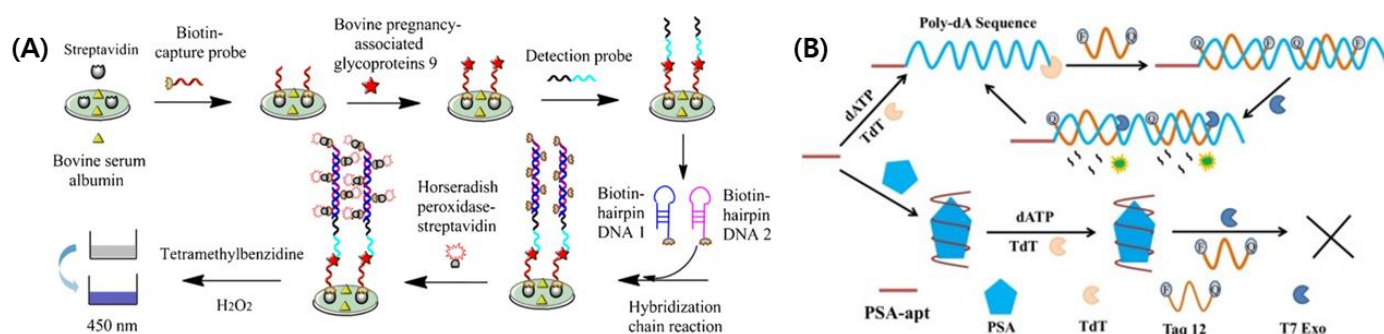 (A)
Streptavidin
Biotin-
capture probe
Bovine pregnancy-
associated
glycoproteins 9
Detection probe
Bovine serum
albumin
Biotin-
hairpin
DNA 1
Biotin-
hairpin
DNA 2
Hybridization
chain reaction
Horseradish
peroxidase-
streptavidin
Tetramethylbenzidine
H2O2
450 nm
(B)
Poly-dA Sequence
F
Q
Q
F
Q
F
dATP
TdT
Q
Q
dATP
TdT
F
Q
PSA-apt
PSA
TdT
F
Q
Taq 12
T7 Exo